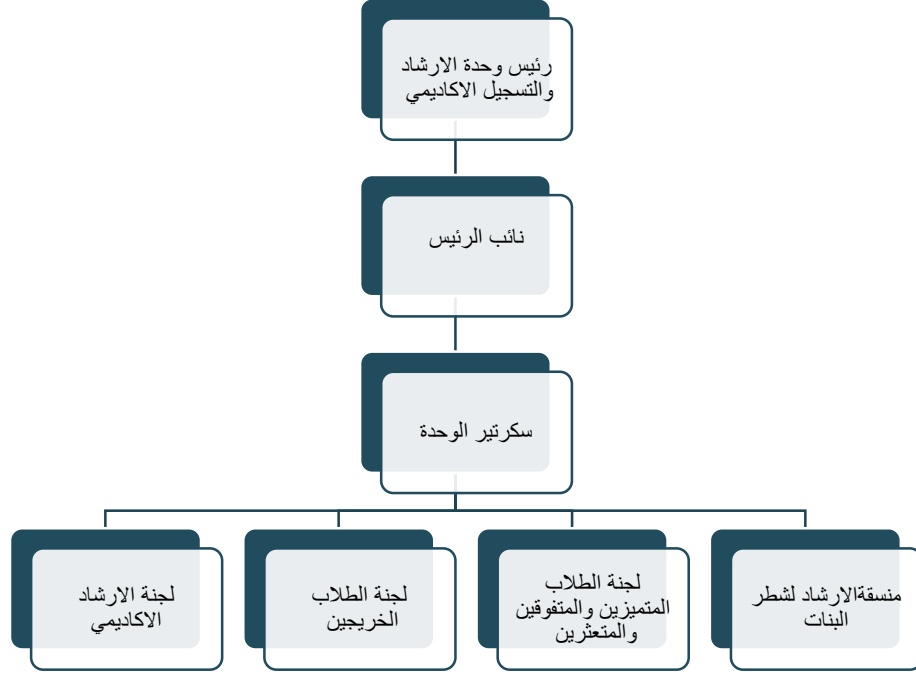 رئيس وحدة الارشاد
والتسجيل الاكاديمي
نائب الرئيس
سكرتير الوحدة
منسقةالارشاد لشطر
البنات
لجنة الطلاب
المتميزين والمتفوقين
والمتعثرين
لجنة الطلاب
الخريجين
لجنة الارشاد
الاكاديمي